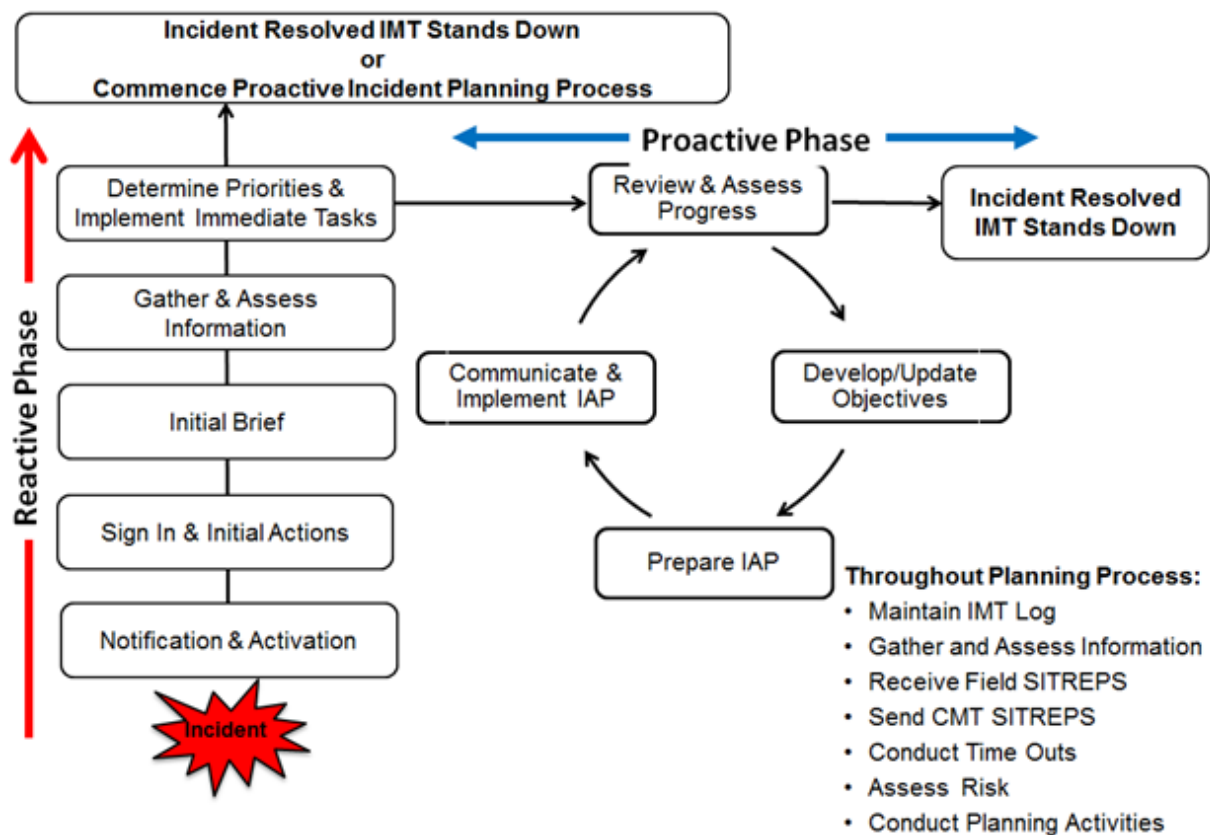 Incident Resolved IMT Stands Down
or
Commence Proactive Incident Planning Process
Reactive Phase
Proactive Phase
Determine Priorities &
Implement Immediate Tasks
Review & Assess
Progress
Incident Resolved
IMT Stands Down
Gather & Assess
Information
Communicate &
Implement IAP
Develop/Update
Objectives
Initial Brief
Sign In & Initial Actions
Prepare IAP
Notification & Activation
Incident
Throughout Planning Process:
• Maintain IMT Log
• Gather and Assess Information
• Receive Field SITREPS
• Send CMT SITREPS
• Conduct Time Outs
• Assess Risk
• Conduct Planning Activities